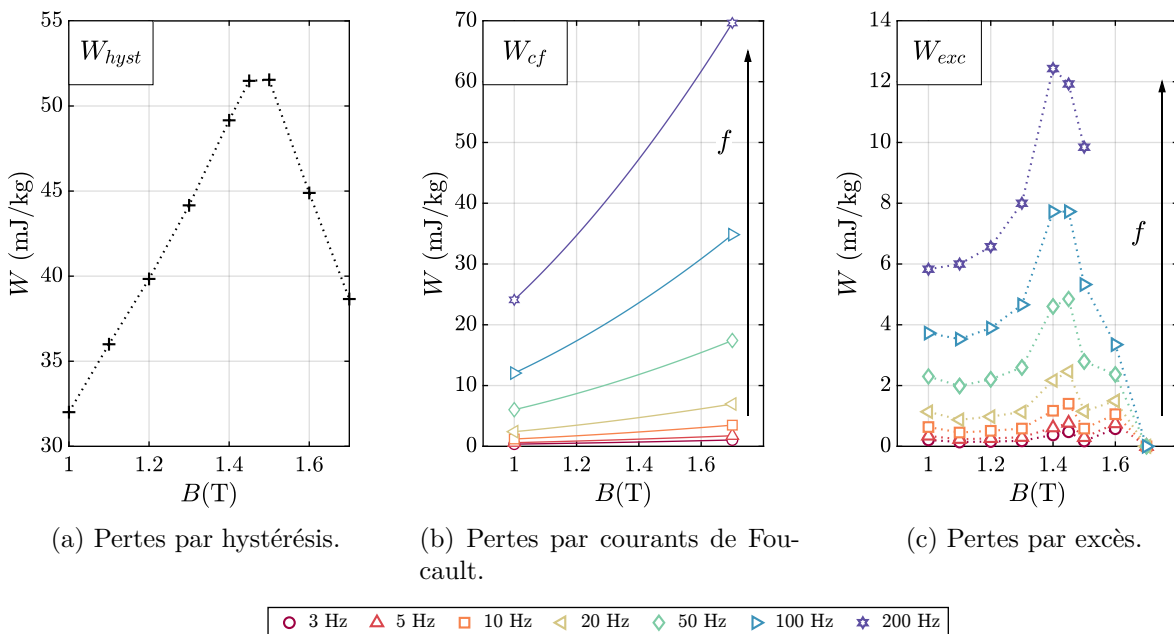 W_hyst
W (mJ/kg)
55
50
45
40
35
30
1 1.2 1.4 1.6
B(T)
(a) Pertes par hystérésis.
W_cf
W (mJ/kg)
70
60
50
40
30
20
10
0
f
1 1.2 1.4 1.6
B(T)
(b) Pertes par courants de Fou-
cault.
W_exc
W (mJ/kg)
14
12
10
8
6
4
2
0
f
1 1.2 1.4 1.6
B(T)
(c) Pertes par excès.
3 Hz 5 Hz 10 Hz 20 Hz 50 Hz 100 Hz 200 Hz